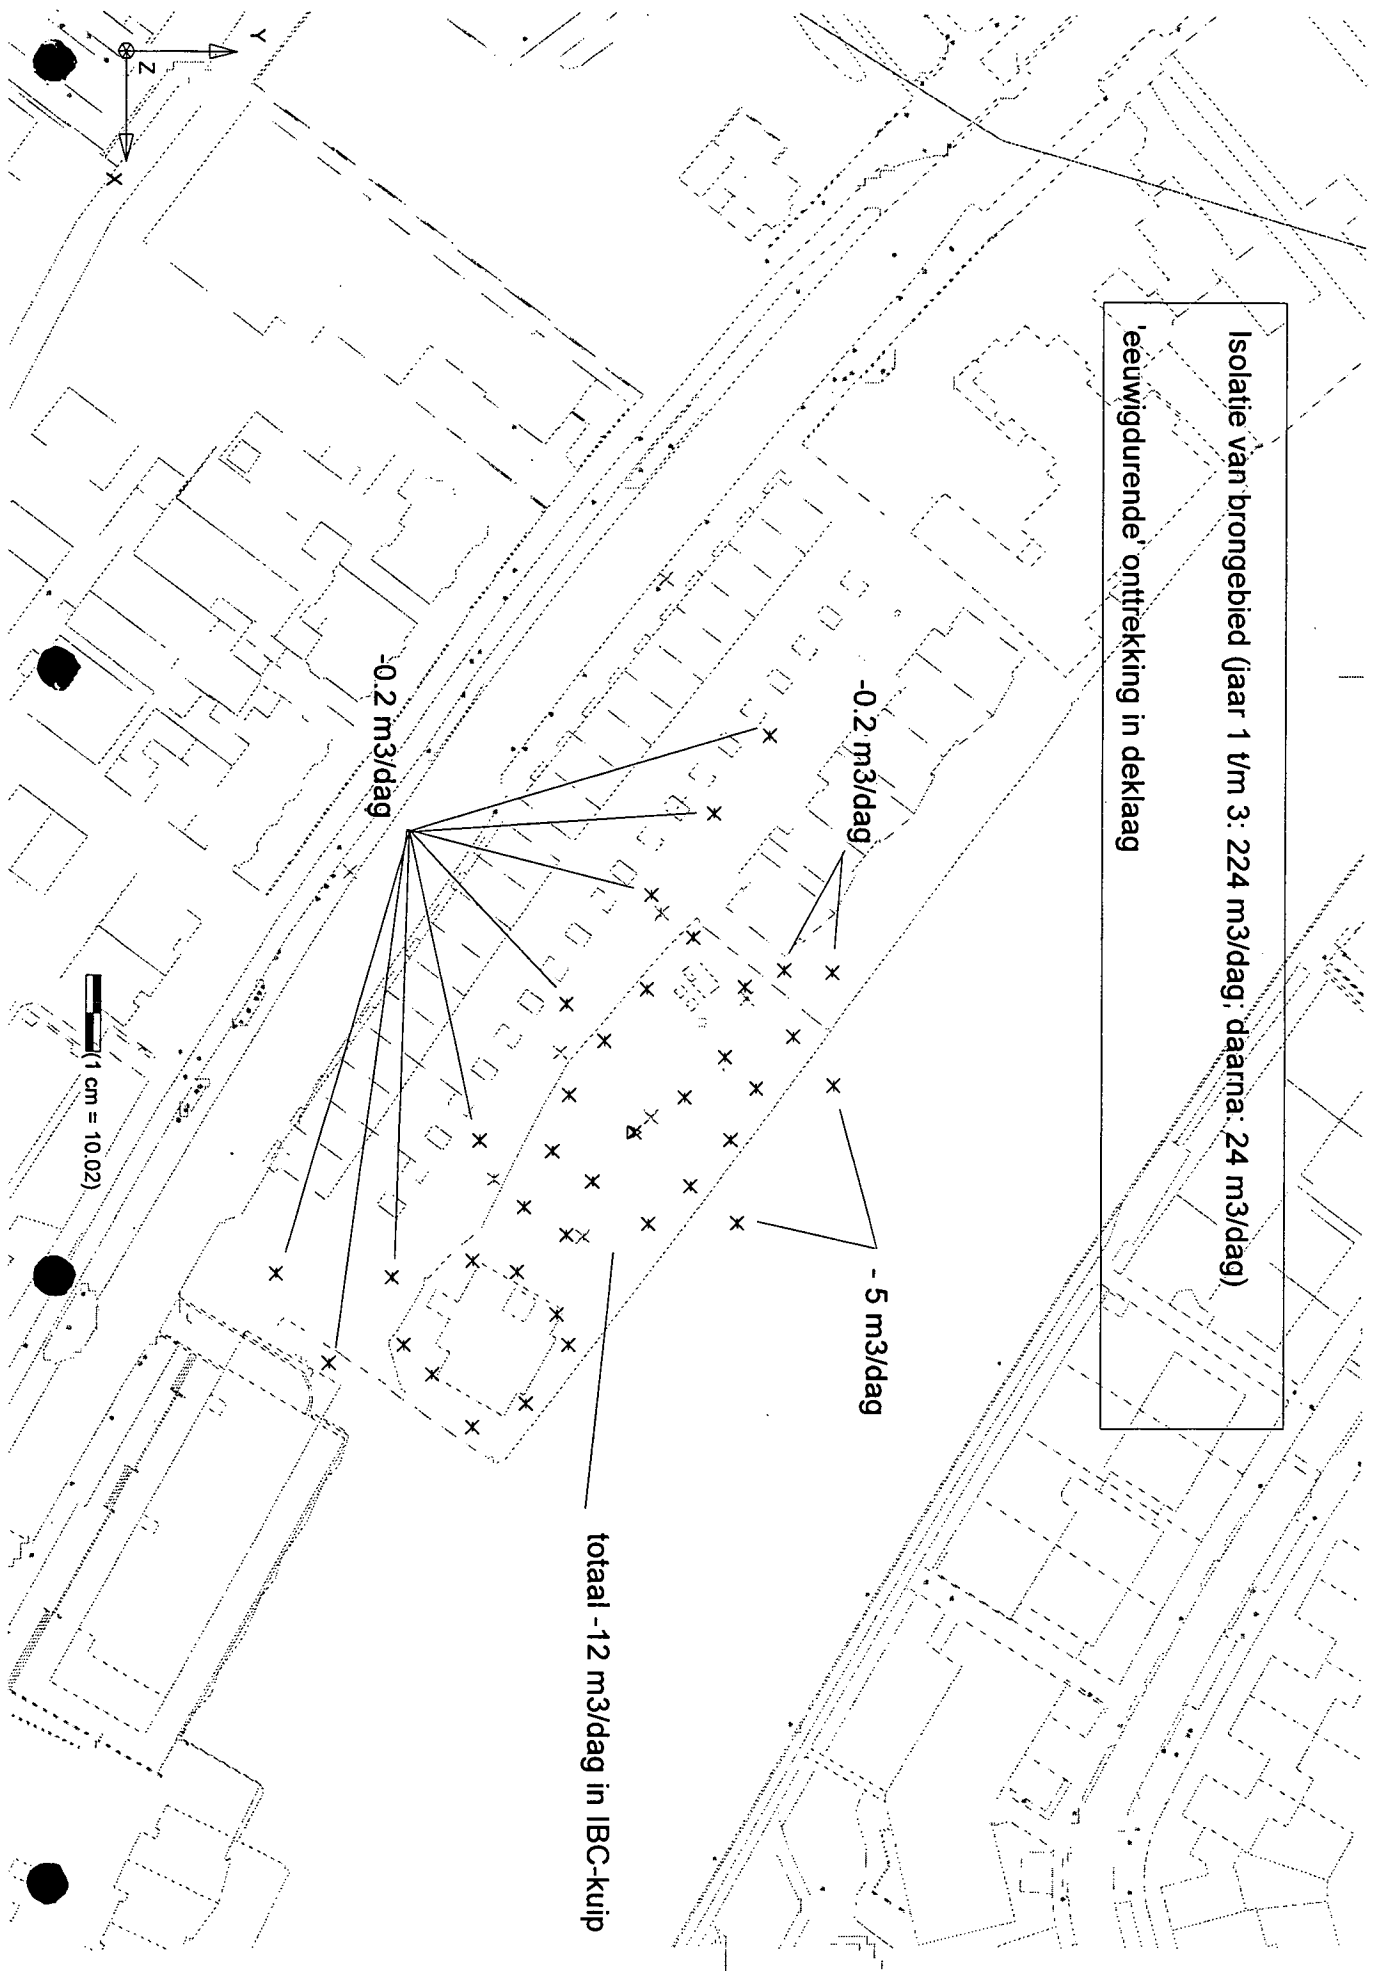 Isolatie van brongebied (jaar 1 t/m 3: 224 m3/dag; daarna: 24 m3/dag)
'eeuwigdurende' onttrekking in deklaag
-0.2 m3/dag
- 5 m3/dag
totaal -12 m3/dag in IBC-kuip
-0.2 m3/dag
Y
Z
X
(1 cm = 10.02)